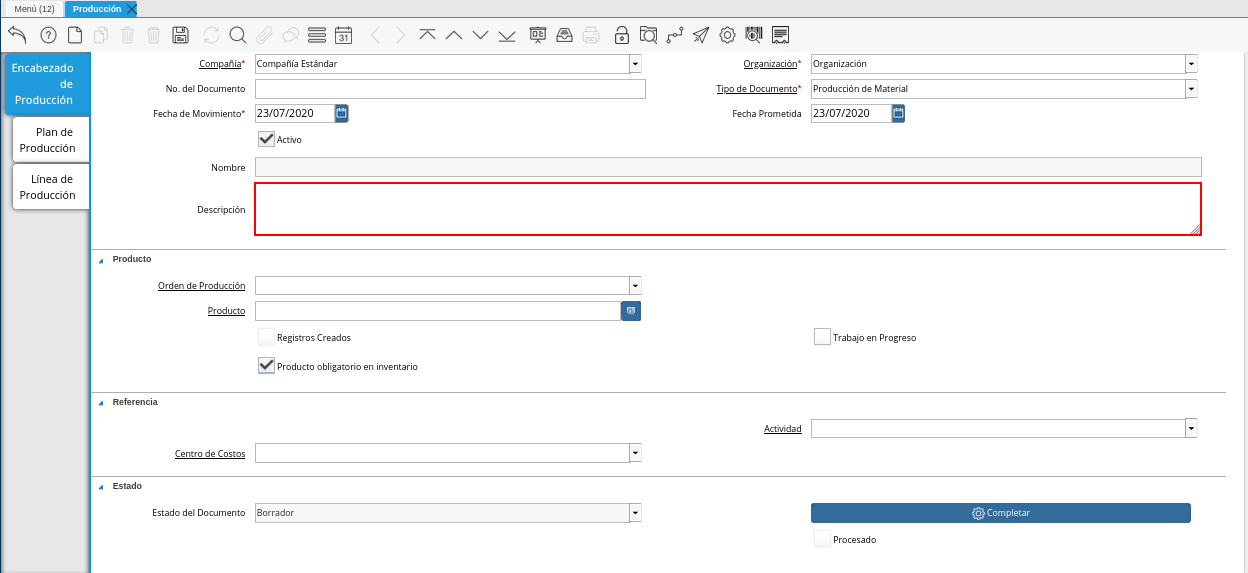 Menú (12) Producción
31
Encabezado
de
Producción
Plan de
Producción
Línea de
Producción
Compañía* Compañía Estándar Organización* Organización
No. del Documento Tipo de Documento* Producción de Material
Fecha de Movimiento* 23/07/2020 Fecha Prometida 23/07/2020
Activo
Nombre
Descripción
Producto
Orden de Producción
Producto
Registros Creados Trabajo en Progreso
Producto obligatorio en inventario
Referencia
Actividad
Centro de Costos
Estado
Estado del Documento Borrador Completar
Procesado